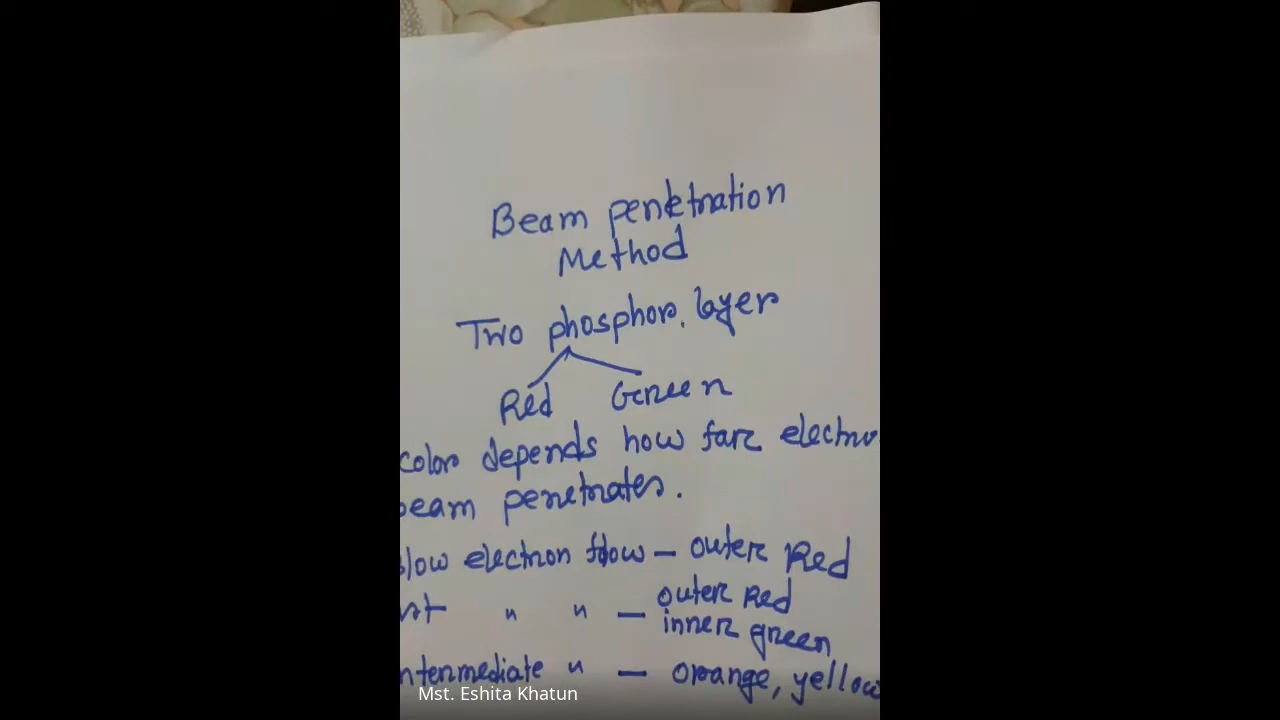 Beam penetration
Method
Two phosphor layer
Red Green
color depends how far electro
beam penetrates.
slow electron flow — outer Red
" " — outer Red
inner green
intermediate " — orange, yellow
Mst. Eshita Khatun